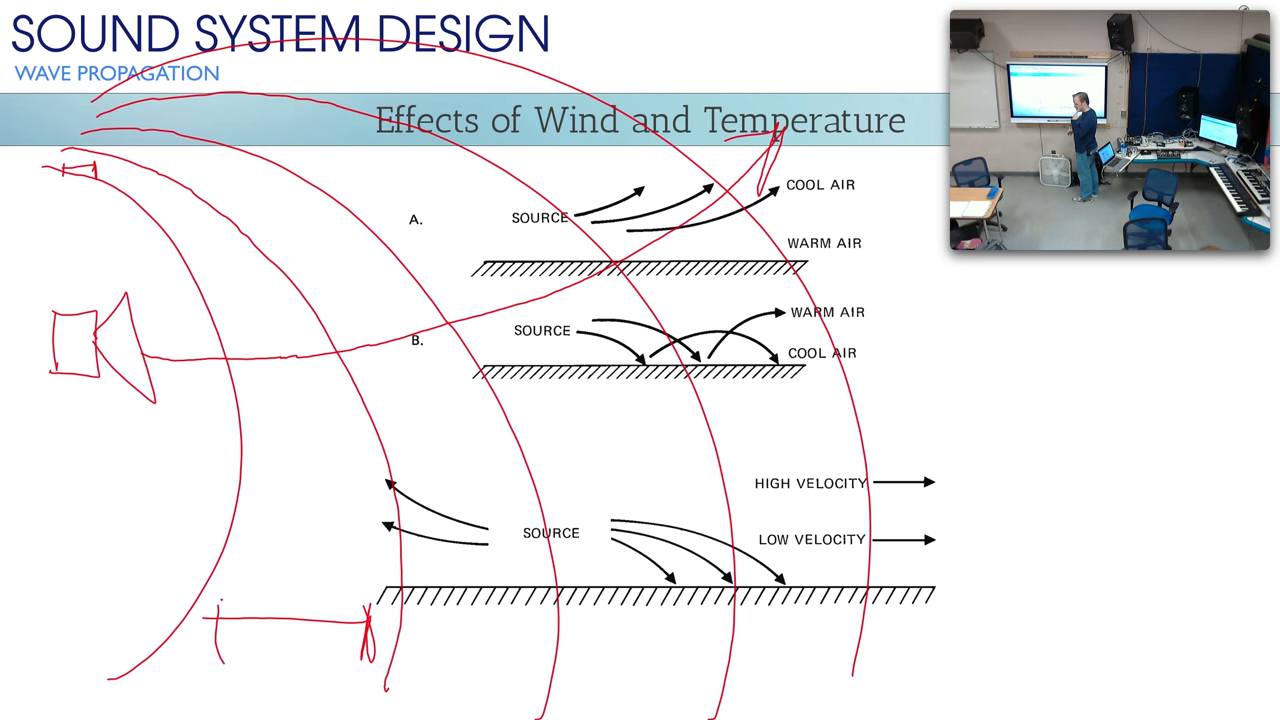 SOUND SYSTEM DESIGN
WAVE PROPAGATION
Effects of Wind and Temperature
A.
SOURCE
COOL AIR
WARM AIR
B.
SOURCE
WARM AIR
COOL AIR
SOURCE
HIGH VELOCITY
LOW VELOCITY